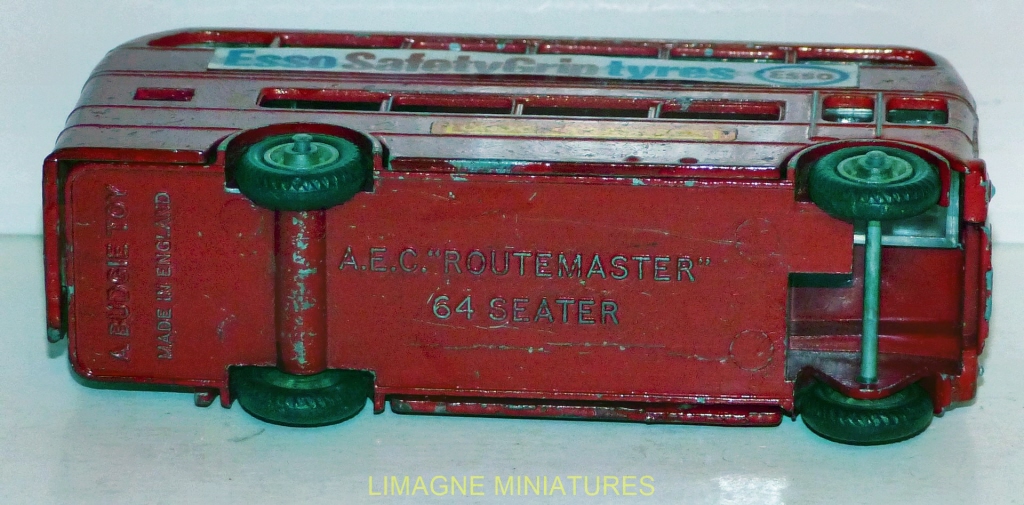 Esso Safety Grip tyres ESSO
A BUDGIE TOY
MADE IN ENGLAND
A.E.C. "ROUTEMASTER"
64 SEATER
LIMAGNE MINIATURES